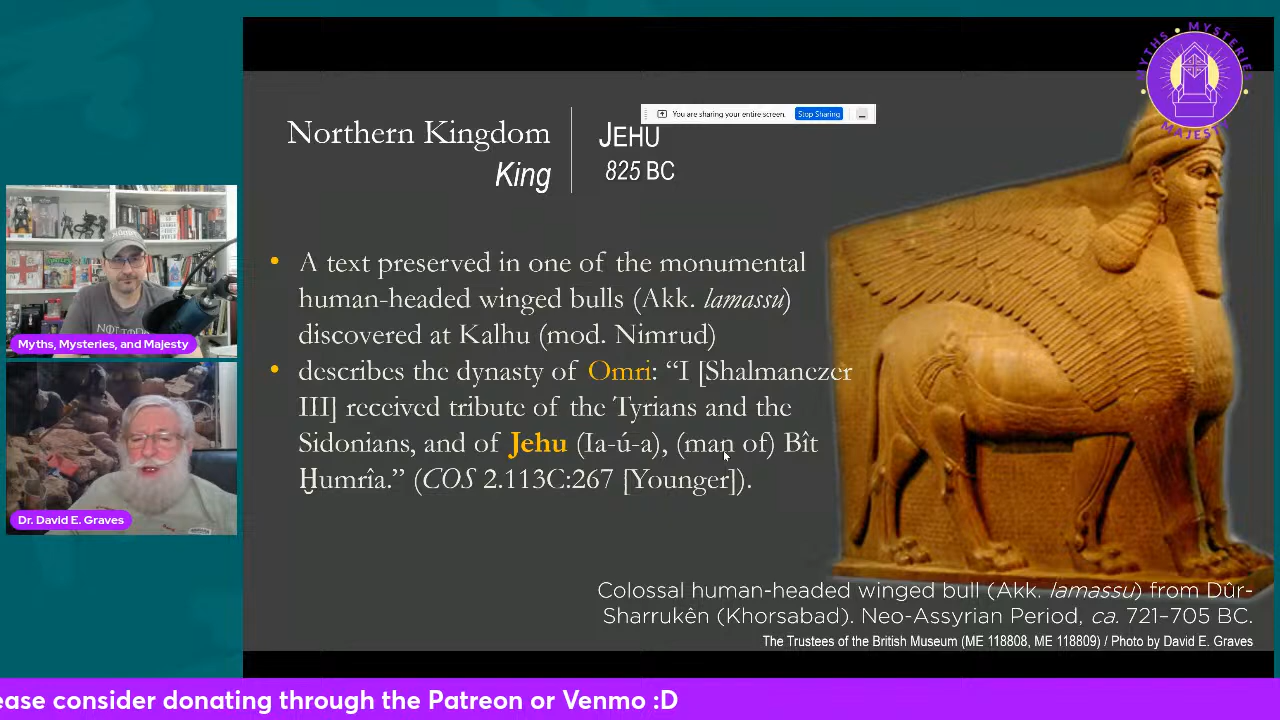 MYTHS MYSTERIES
MAJESTY
You are sharing your entire screen.
Stop Sharing
Northern Kingdom
King
JEHU
825 BC
• A text preserved in one of the monumental
human-headed winged bulls (Akk. lamassu)
discovered at Kalhu (mod. Nimrud)
• describes the dynasty of Omri: “I [Shalmanezer
III] received tribute of the Tyrians and the
Sidonians, and of Jehu (Ia-ú-a), (man of) Bît
Ḫumrîa.” (COS 2.113C:267 [Younger]).
Colossal human-headed winged bull (Akk. lamassu) from Dûr-
Sharrukên (Khorsabad). Neo-Assyrian Period, ca. 721–705 BC.
The Trustees of the British Museum (ME 118808, ME 118809) / Photo by David E. Graves
Myths, Mysteries, and Majesty
Dr. David E. Graves
ease consider donating through the Patreon or Venmo :D